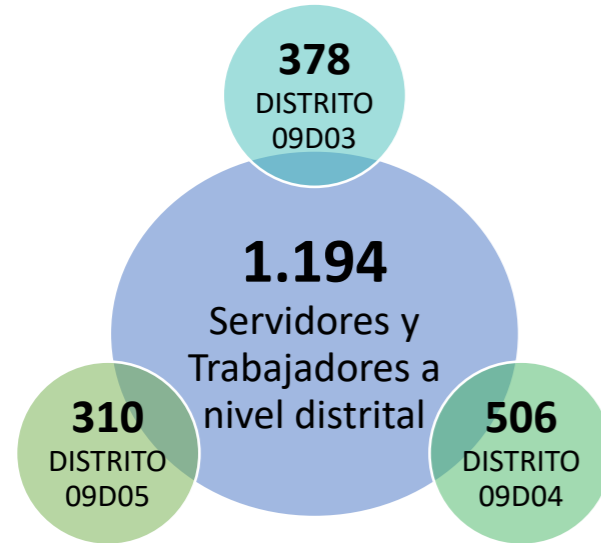 378
DISTRITO
09D03
1.194
Servidores y
Trabajadores a
nivel distrital
310
DISTRITO
09D05
506
DISTRITO
09D04